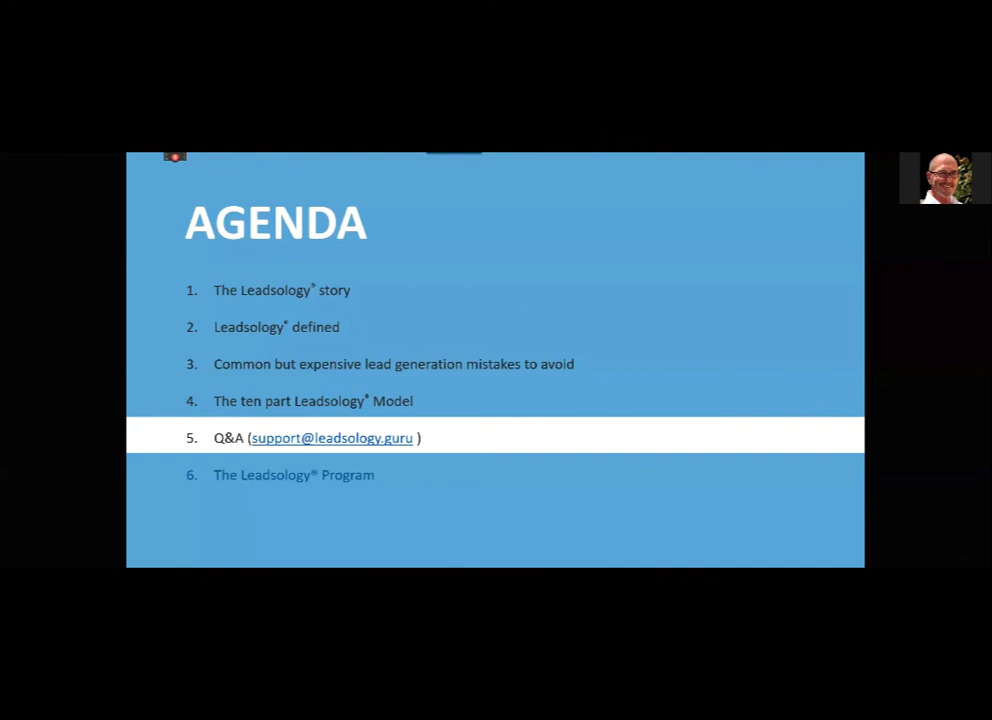 AGENDA
1. The Leadsology® story
2. Leadsology® defined
3. Common but expensive lead generation mistakes to avoid
4. The ten part Leadsology® Model
5. Q&A (support@leadsology.guru )
6. The Leadsology® Program